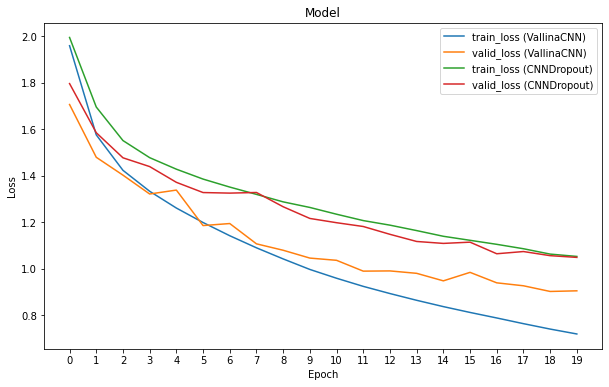 Model
train_loss (VallinaCNN)
valid_loss (VallinaCNN)
train_loss (CNNDropout)
valid_loss (CNNDropout)
Loss
2.0
1.8
1.6
1.4
1.2
1.0
0.8
0 1 2 3 4 5 6 7 8 9 10 11 12 13 14 15 16 17 18 19
Epoch